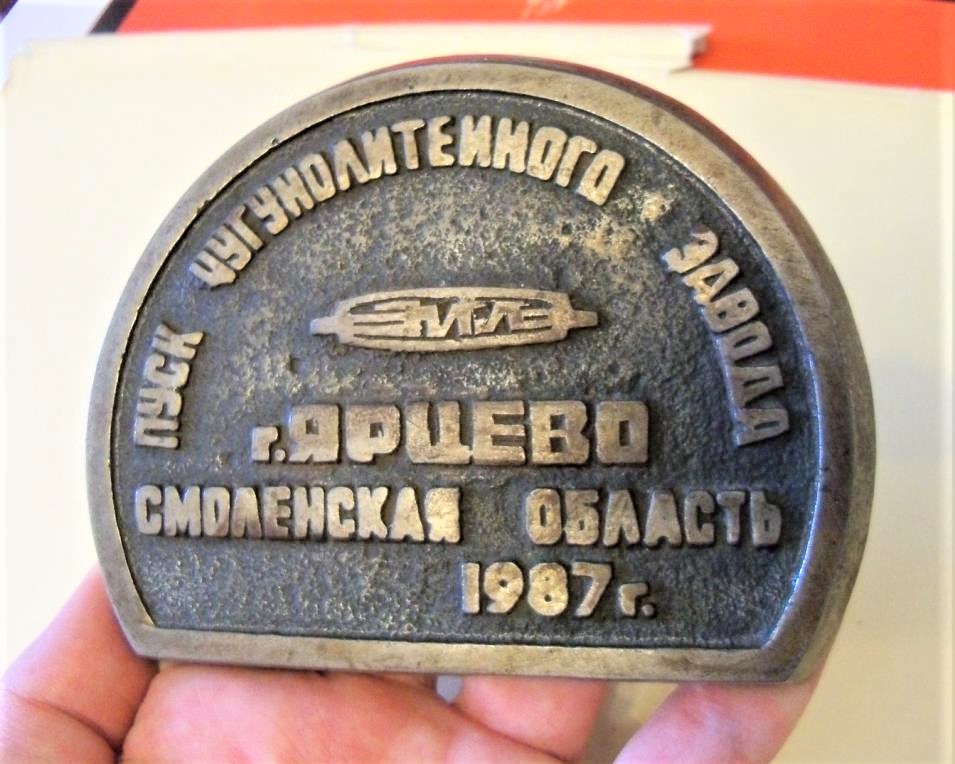 ПУСК ЧУГУНОЛИТЕЙНОГО ЗАВОДА
ЗИЛ
г. ЯРЦЕВО
СМОЛЕНСКАЯ ОБЛАСТЬ
1987 г.